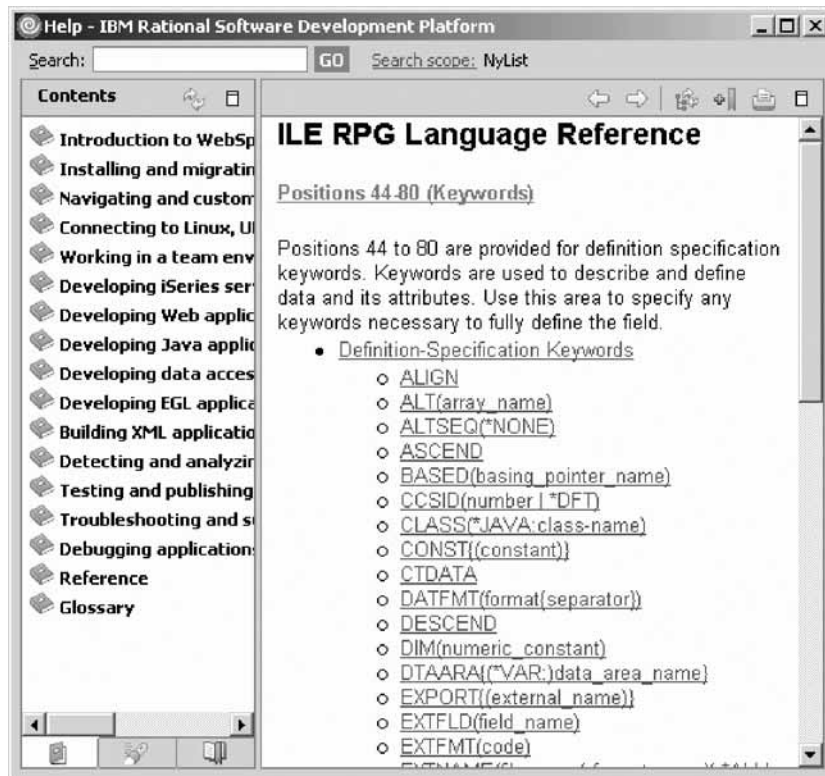 Help - IBM Rational Software Development Platform
Search: GO Search scope: NyList
Contents
Introduction to WebSp
Installing and migratin
Navigating and custom
Connecting to Linux, UI
Working in a team env
Developing iSeries ser
Developing Web applic
Developing Java applic
Developing data acces
Developing EGL applica
Building XML applicatio
Detecting and analyzin
Testing and publishing
Troubleshooting and su
Debugging applications
Reference
Glossary
ILE RPG Language Reference
Positions 44-80 (Keywords)
Positions 44 to 80 are provided for definition specification
keywords. Keywords are used to describe and define
data and its attributes. Use this area to specify any
keywords necessary to fully define the field.
Definition-Specification Keywords
ALIGN
ALT(array_name)
ALTSEQ(*NONE)
ASCEND
BASED(basing_pointer_name)
CCSID(number | *DFT)
CLASS(*JAVA:class-name)
CONST{(constant)}
CTDATA
DATFMT(format{separator})
DESCEND
DIM(numeric_constant)
DTAARA{(*VAR:)data_area_name}
EXPORT{(external_name)}
EXTFLD(field_name)
EXTFMT(code)